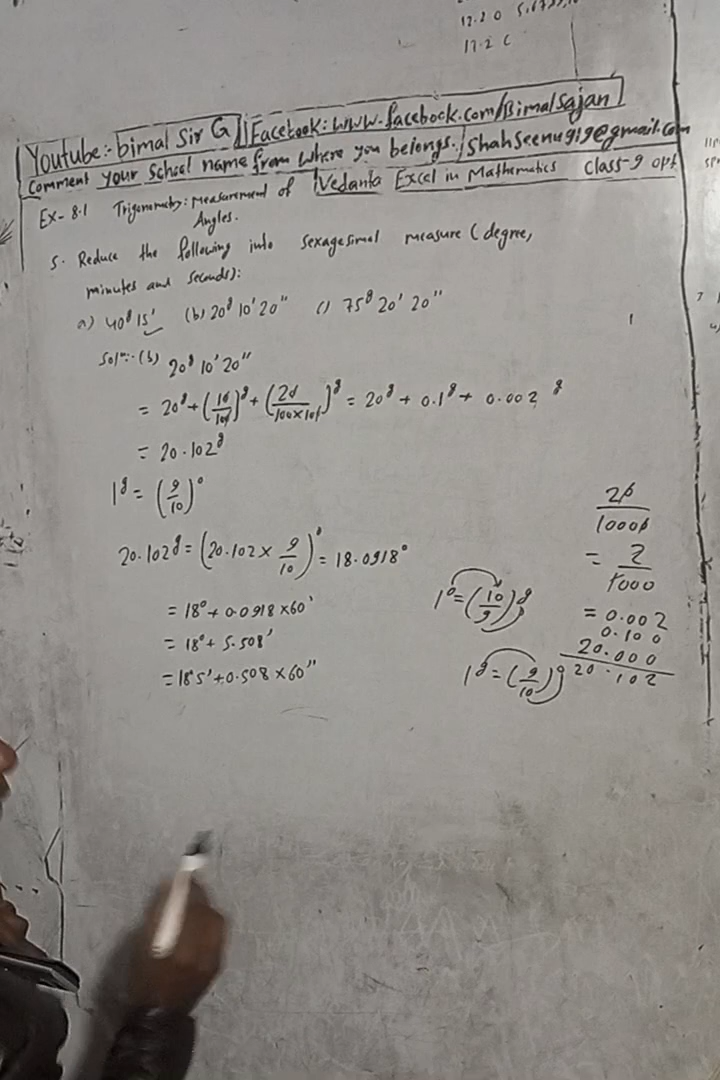 17.2 0
17.2 C
Youtube:- bimal Sir G || Facebook: www.facebook.com/BimalSajan
Comment your School name from where you belongs. / Shahseenu919@gmail.com
Ex- 8.1 Trigonometry: Measurement of Angles. Vedanta Excel in Mathematics Class-9 opt
5. Reduce the following into sexagesimal measure (degree,
minutes and seconds):
a) 40ᵍ 15' (b) 20ᵍ 10' 20" c) 75ᵍ 20' 20"
Solⁿ:- (b) 20ᵍ 10' 20"
= 20ᵍ + (10/100)ᵍ + (20/100×100)ᵍ = 20ᵍ + 0.1ᵍ + 0.002ᵍ
= 20.102ᵍ
1ᵍ = (9/10)°
20.102ᵍ = (20.102 × 9/10)° = 18.0918°
= 18° + 0.0918 × 60'
= 18° + 5.508'
= 18°5' + 0.508 × 60"
20/10000
= 2/1000
= 0.002
0.100
20.000
20.102
1° = (10/9)ᵍ
1ᵍ = (9/10)°